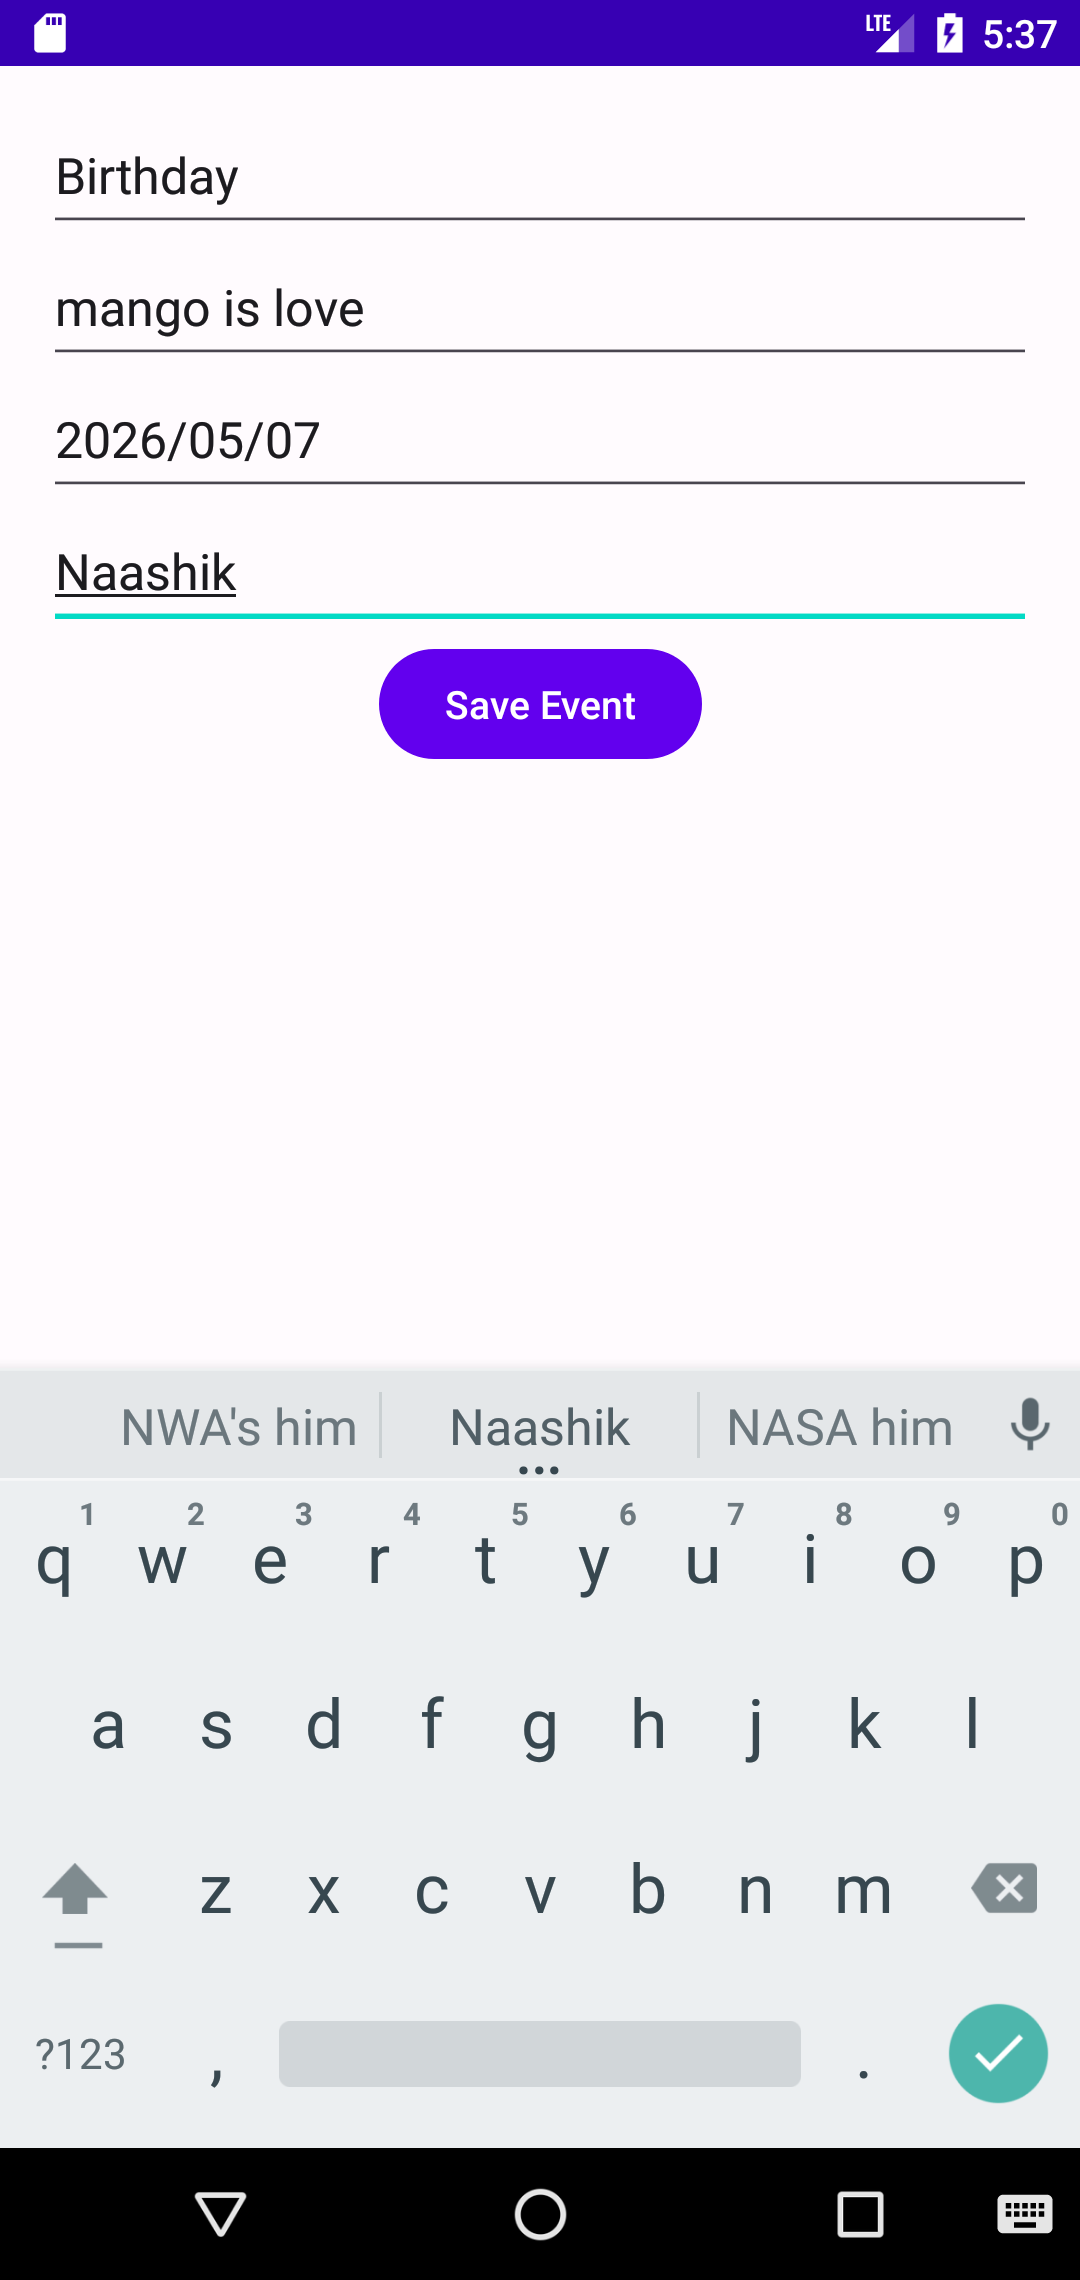 LTE 5:37
Birthday
mango is love
2026/05/07
Naashik
Save Event
NWA's him Naashik NASA him
1 2 3 4 5 6 7 8 9 0
q w e r t y u i o p
a s d f g h j k l
z x c v b n m
?123 , .